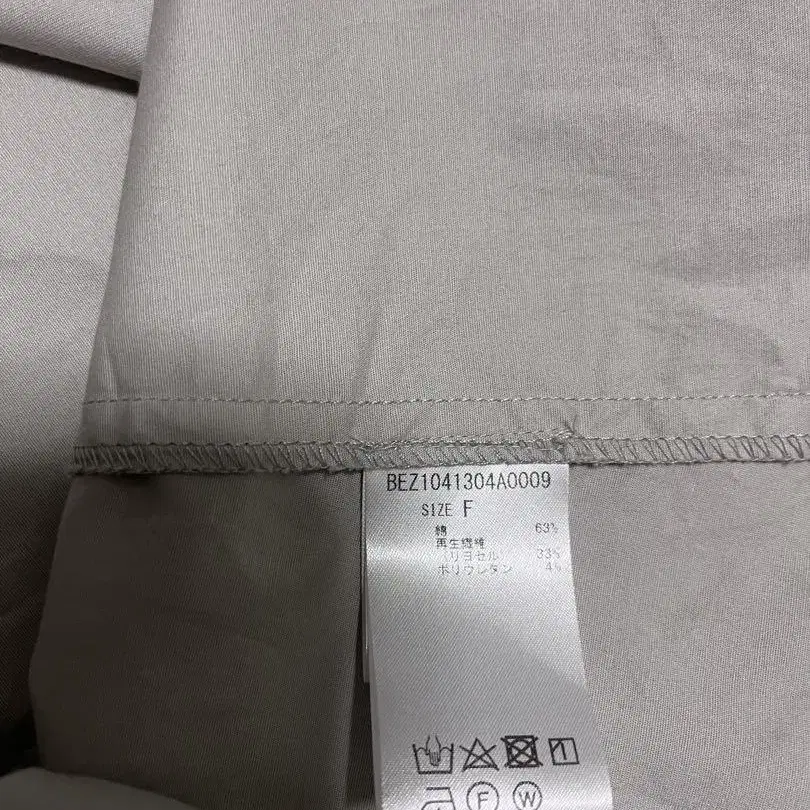 BEZ1041304A0009
SIZE F
綿 63%
再生繊維
(リヨセル) 33%
ポリウレタン 4%
F W